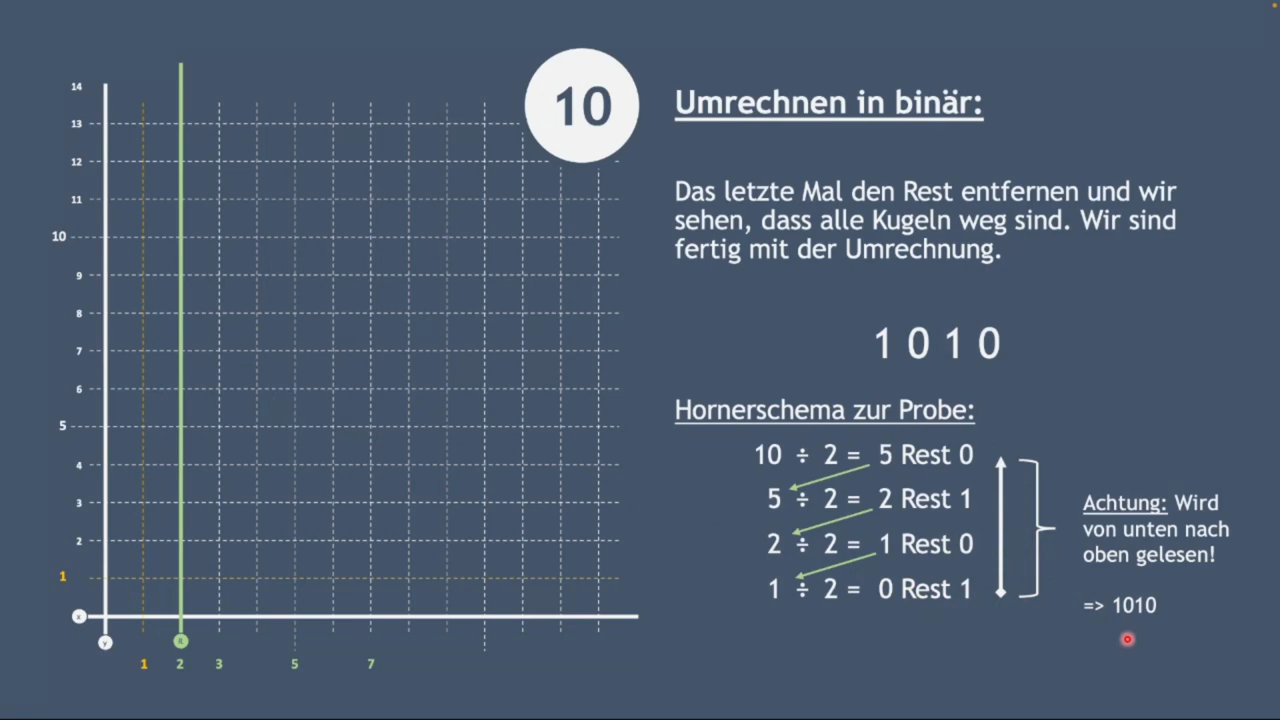 14
13
12
11
10
9
8
7
6
5
4
3
2
1
x
y
R
1 2 3 5 7
10
Umrechnen in binär:
Das letzte Mal den Rest entfernen und wir
sehen, dass alle Kugeln weg sind. Wir sind
fertig mit der Umrechnung.
1 0 1 0
Hornerschema zur Probe:
10 ÷ 2 = 5 Rest 0
5 ÷ 2 = 2 Rest 1
2 ÷ 2 = 1 Rest 0
1 ÷ 2 = 0 Rest 1
Achtung: Wird
von unten nach
oben gelesen!
=> 1010